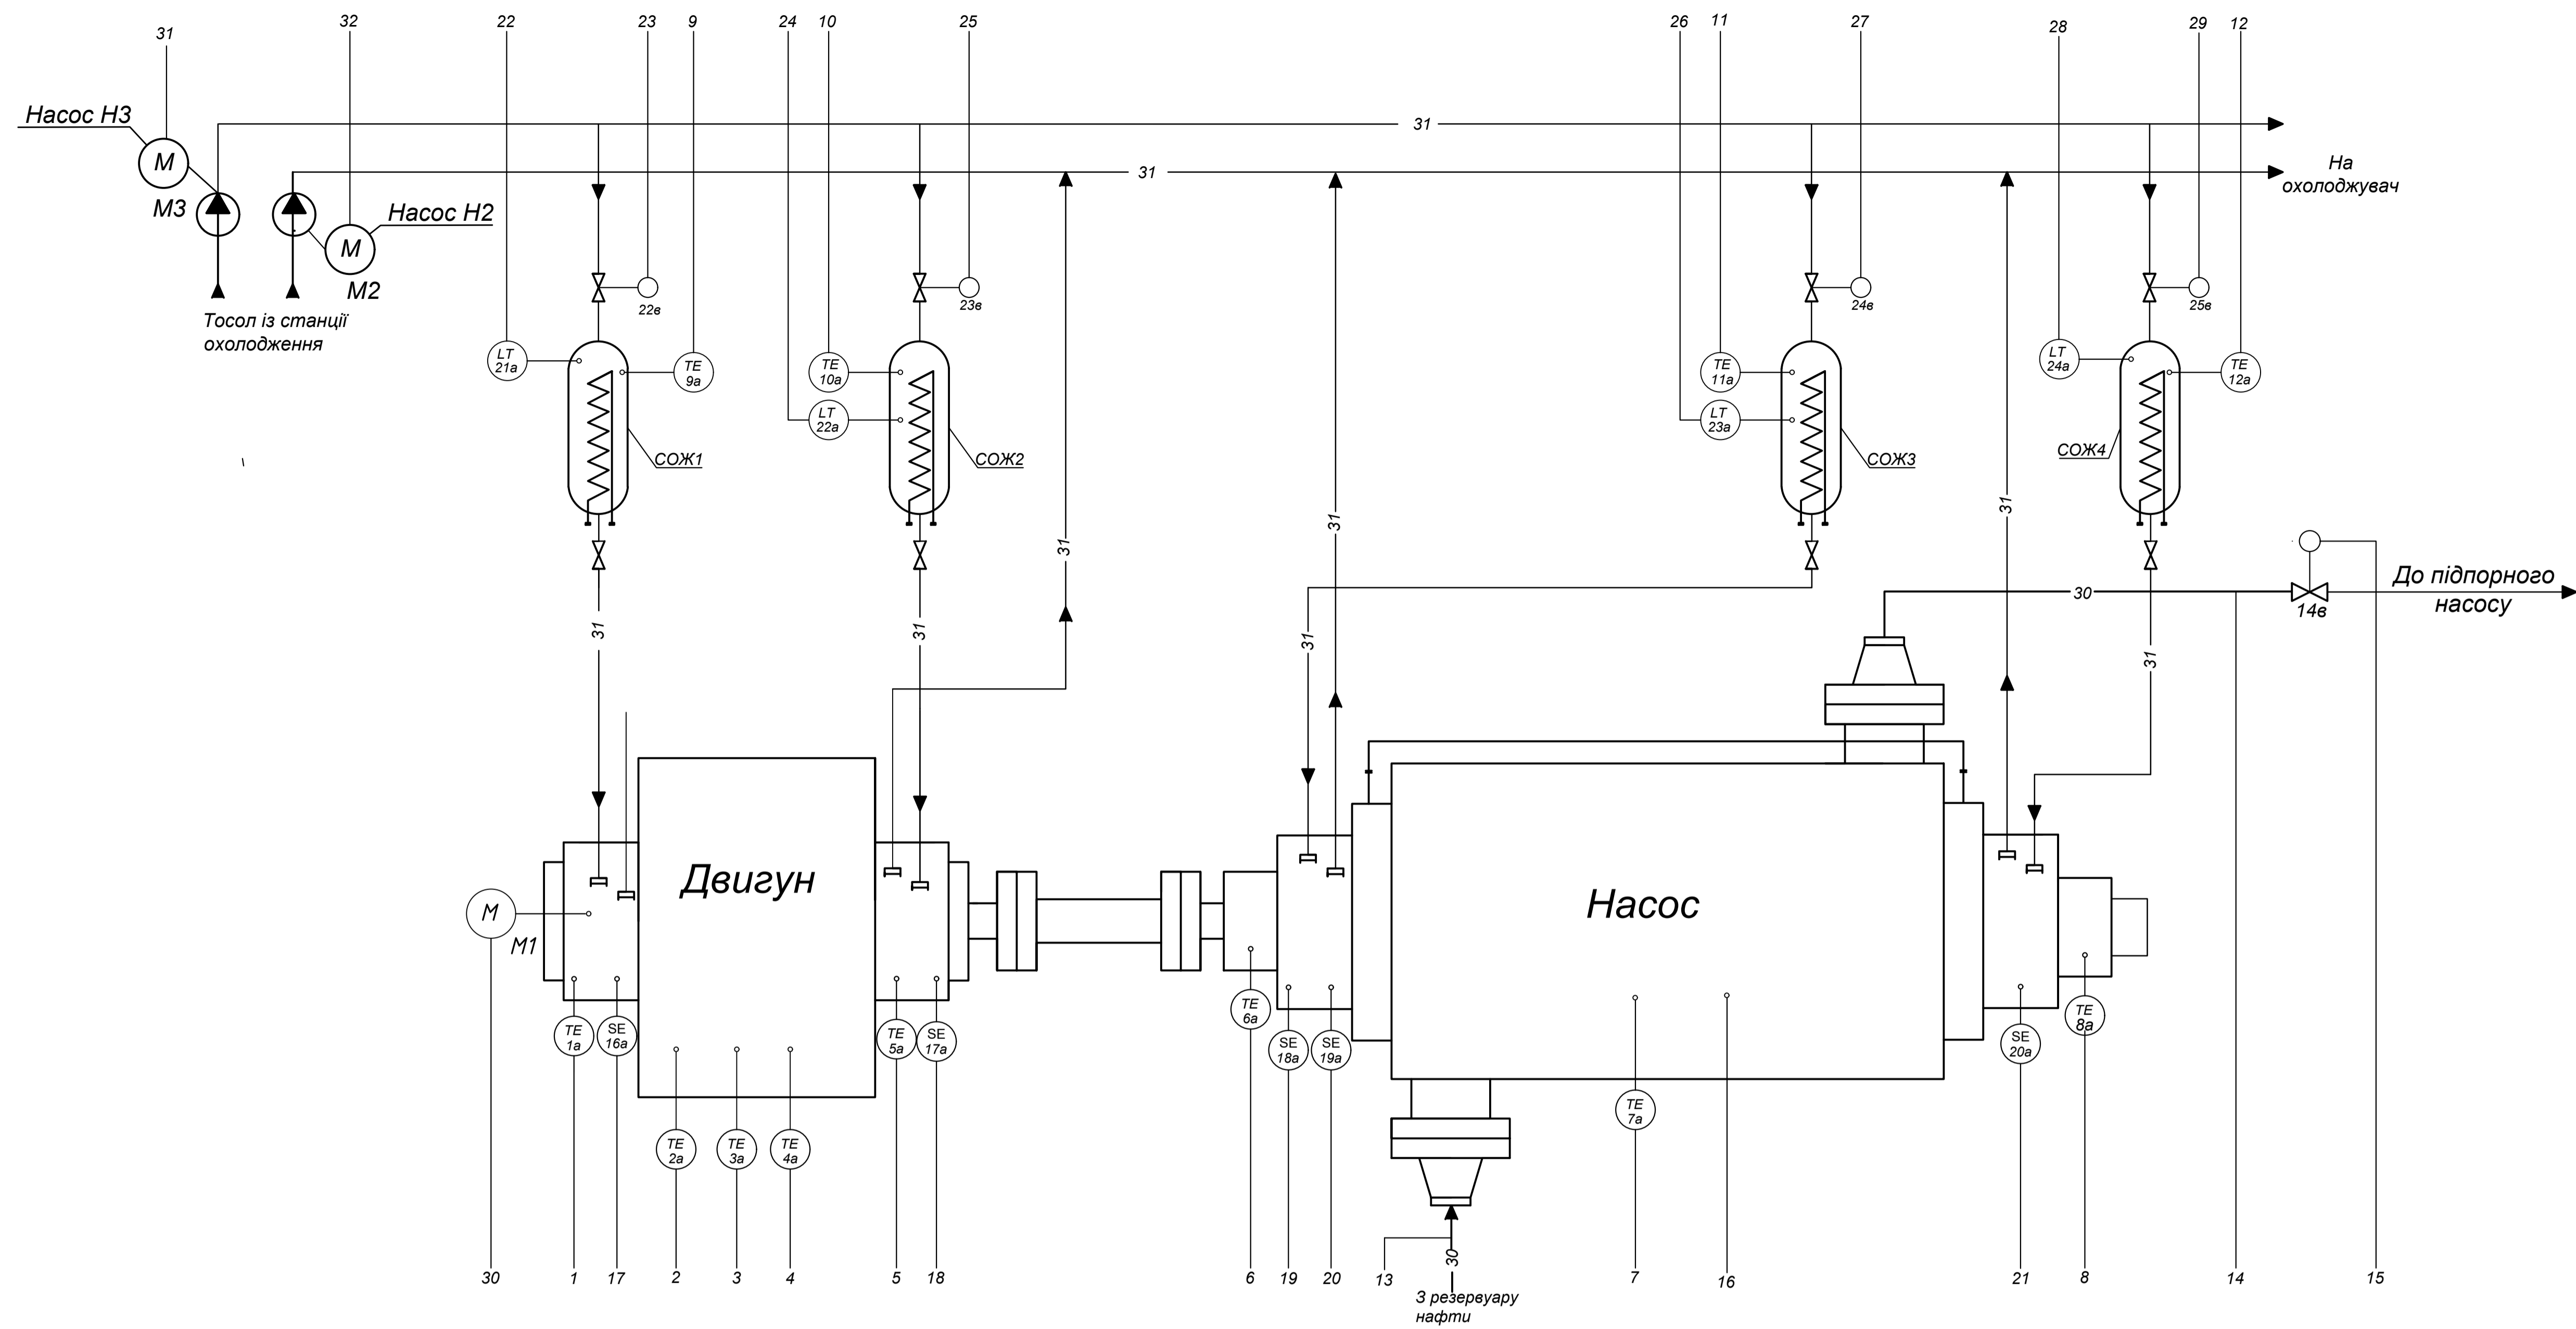 31
32
22
23
9
24
10
25
26
11
27
28
29
12
Насос Н3
М
М3
31
31
На
охолоджувач
Насос Н2
М
М2
Тосол із станції
охолодження
22в
23в
24в
25в
LT
21а
TE
9а
TE
10а
LT
22а
TE
11а
LT
23а
LT
24а
TE
12а
СОЖ1
СОЖ2
СОЖ3
СОЖ4
31
31
31
31
31
31
31
30
14в
До підпорного
насосу
Двигун
Насос
М
М1
TE
1а
SE
16а
TE
2а
TE
3а
TE
4а
TE
5а
SE
17а
TE
6а
SE
18а
SE
19а
TE
7а
SE
20а
TE
8а
30
1
17
2
3
4
5
18
6
19
20
13
30
7
16
21
8
14
15
З резервуару
нафти